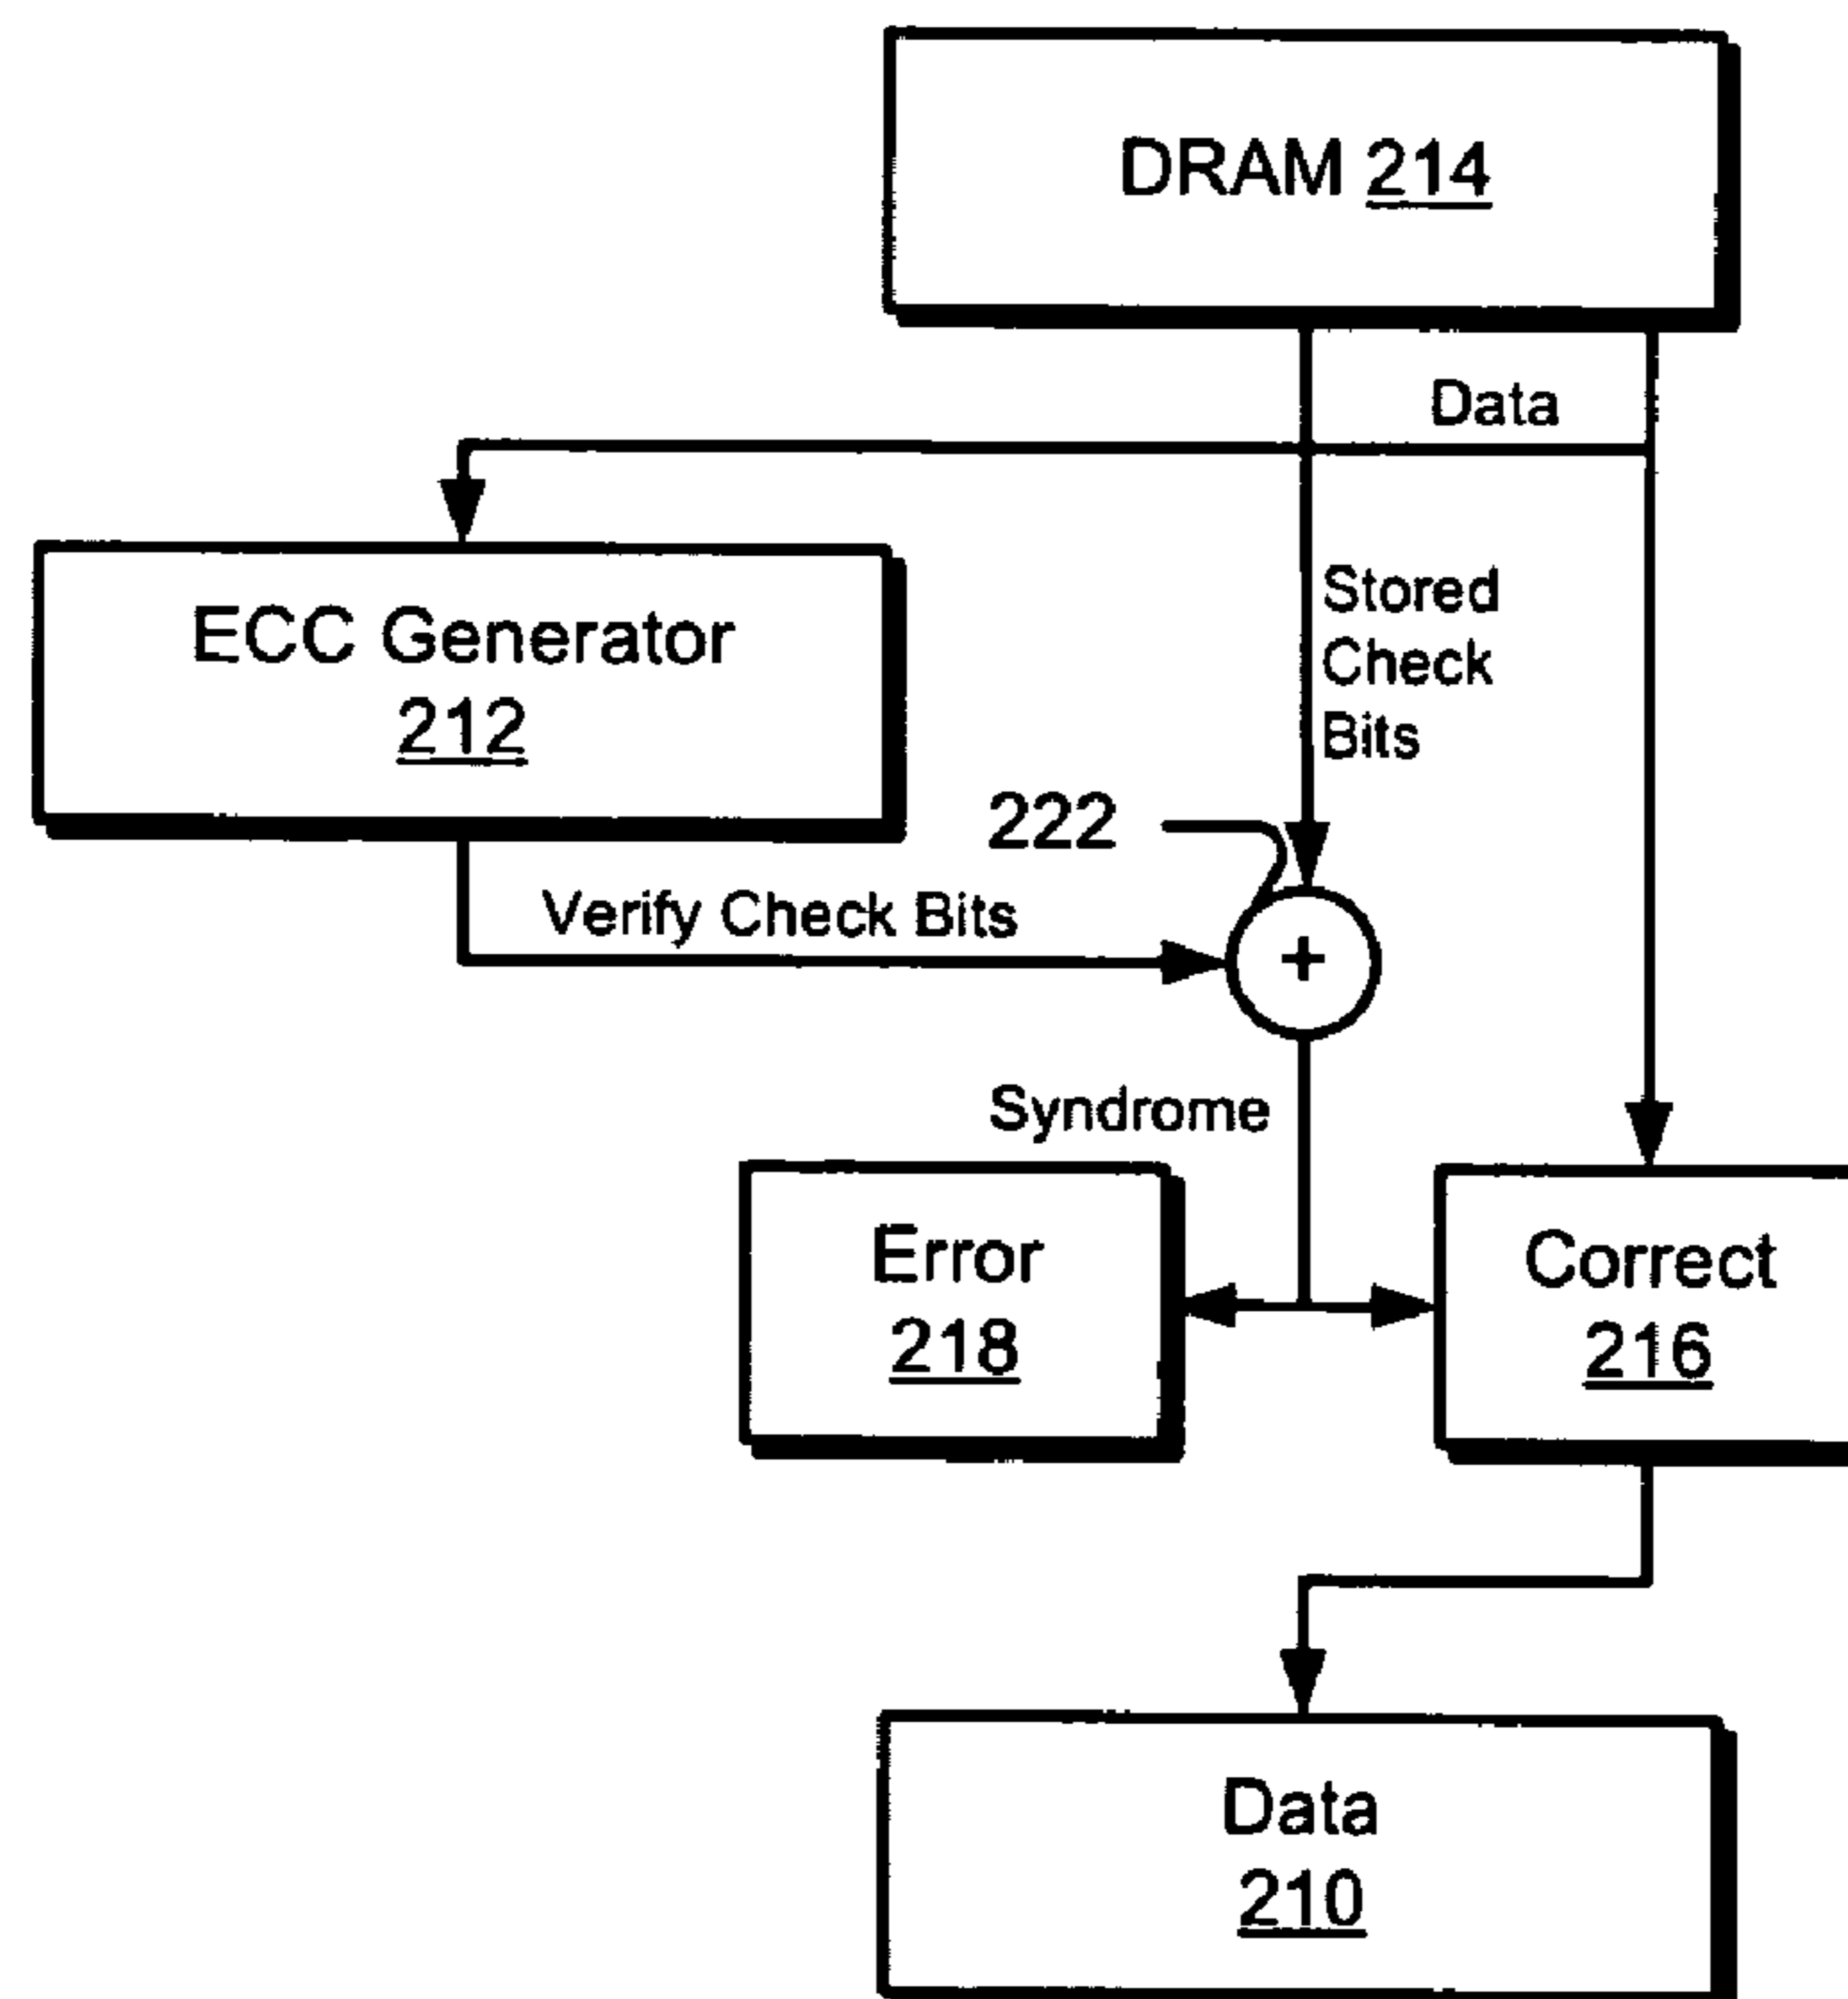 DRAM 214
Data
ECC Generator
212
Stored
Check
Bits
222
Verify Check Bits
+
Syndrome
Error
218
Correct
216
Data
210